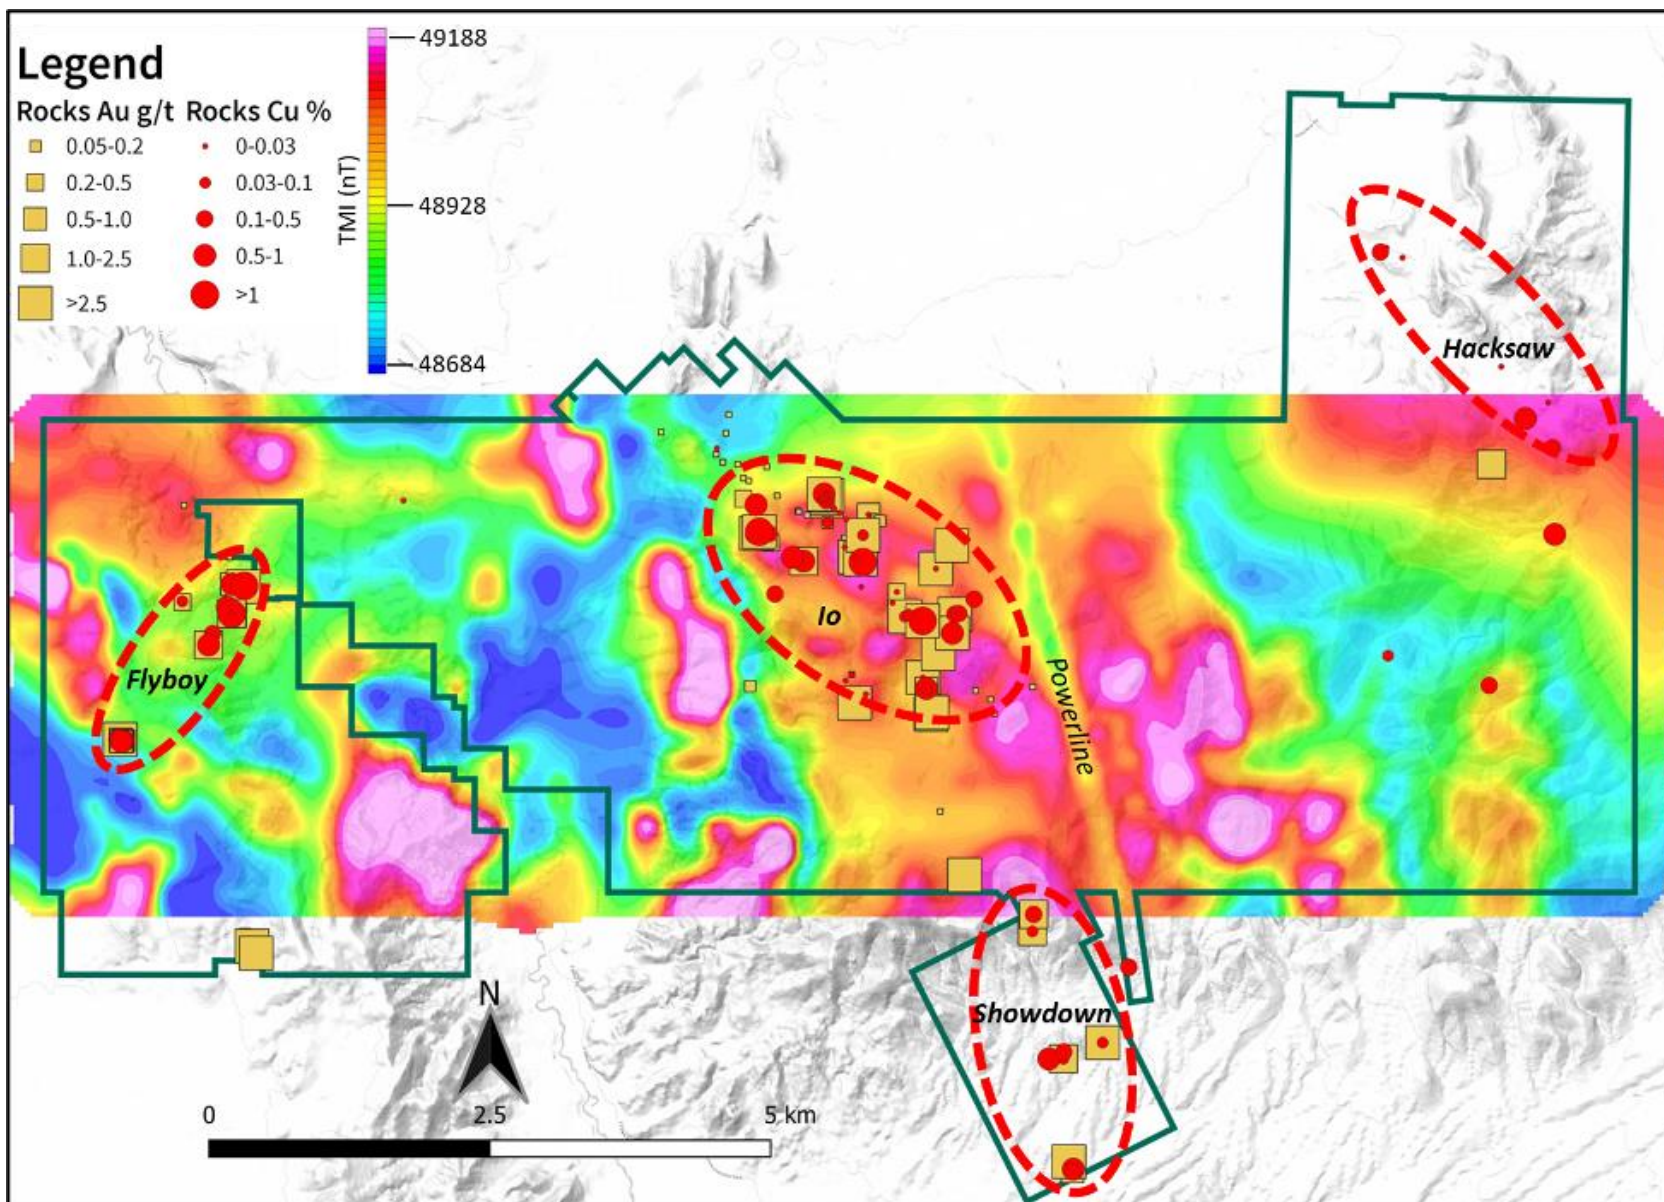 Legend
Rocks Au g/t Rocks Cu %
0.05-0.2 0-0.03
0.2-0.5 0.03-0.1
0.5-1.0 0.1-0.5
1.0-2.5 0.5-1
>2.5 >1
TMI (nT)
49188
48928
48684
Hacksaw
Io
Flyboy
Powerline
Showdown
N
0 2.5 5 km